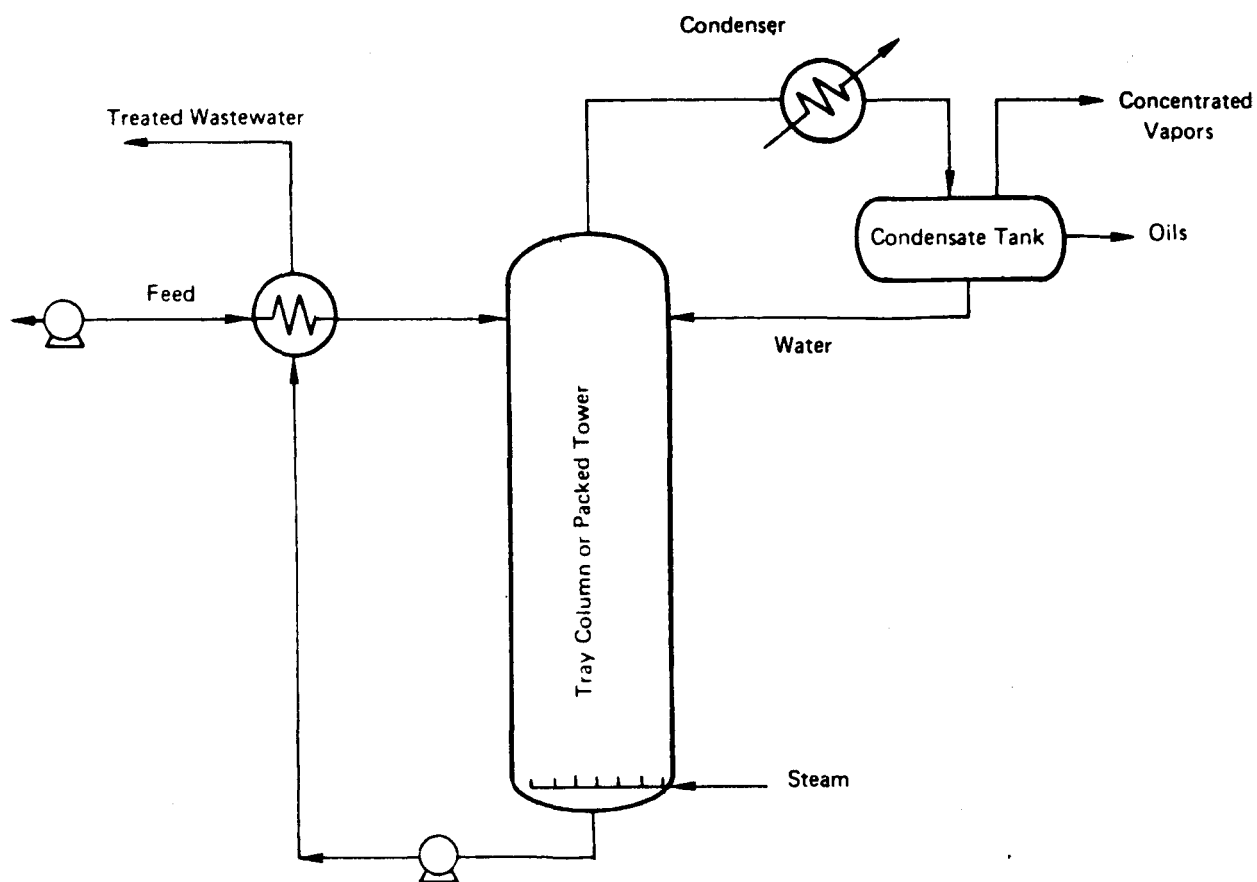 Condenser
Treated Wastewater
Concentrated
Vapors
Condensate Tank
Oils
Feed
Water
Tray Column or Packed Tower
Steam